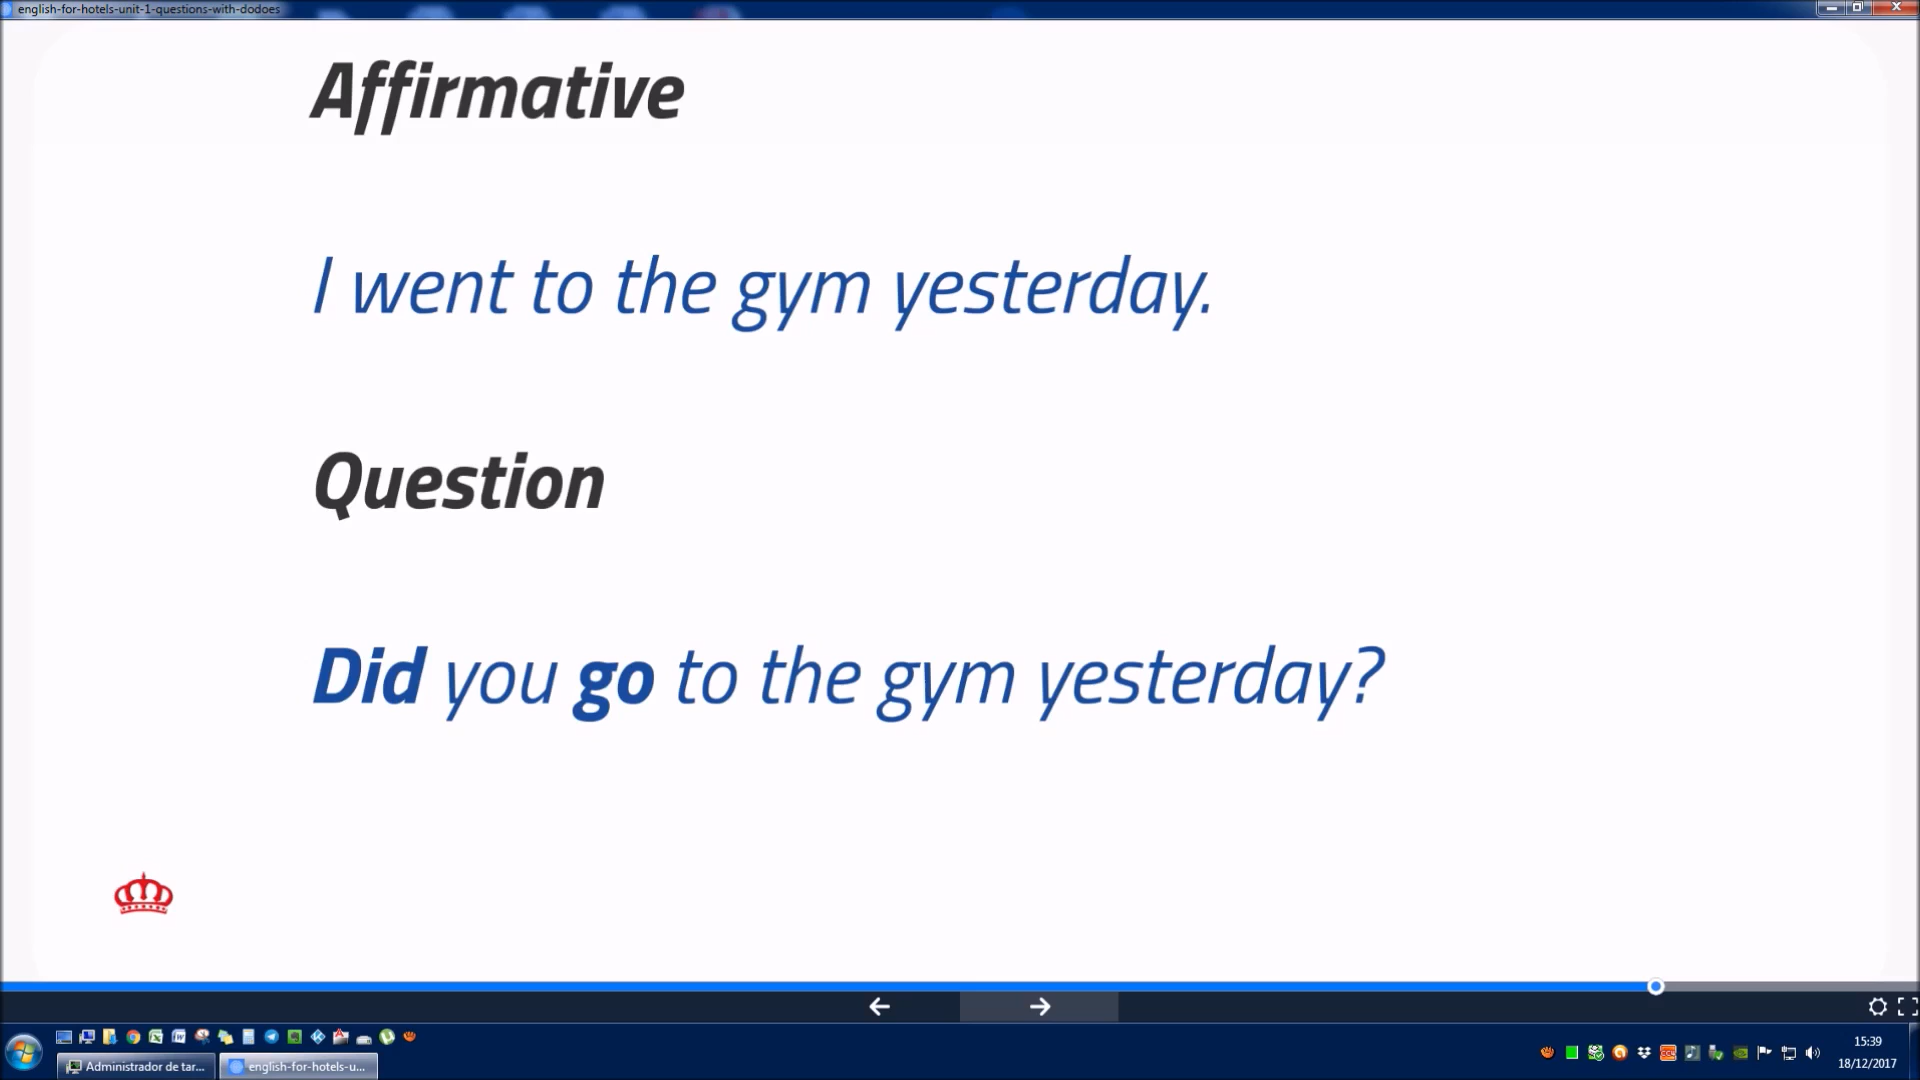 english-for-hotels-unit-1-questions-with-dodoes
Affirmative
I went to the gym yesterday.
Question
Did you go to the gym yesterday?
15:39
Administrador de tar...
english-for-hotels-u...
18/12/2017